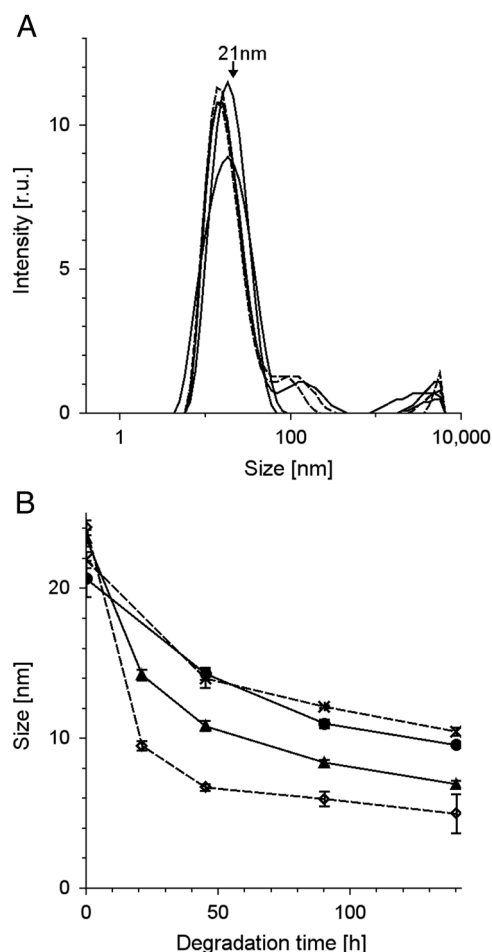 A
21nm
10
5
0
Intensity [r.u.]
1
100
10,000
Size [nm]
B
20
10
0
Size [nm]
0
50
100
Degradation time [h]